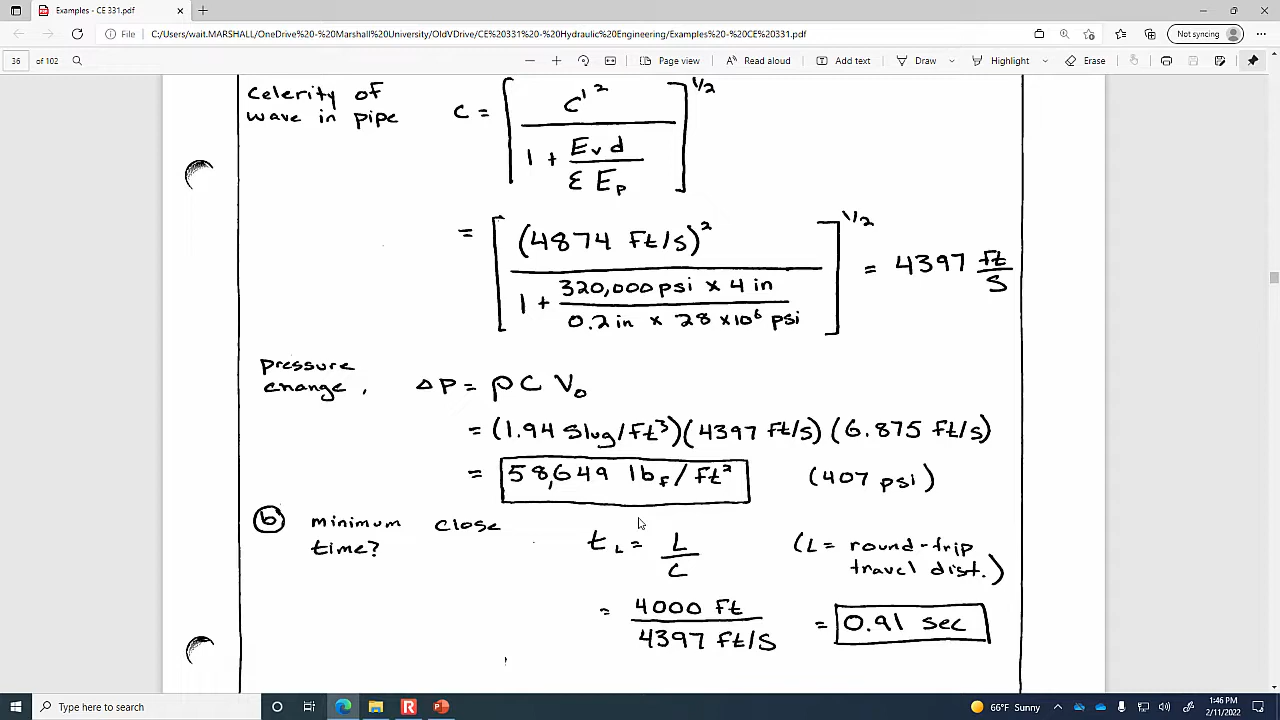 Examples - CE 331.pdf
File
C:/Users/wait.MARSHALL/OneDrive%20-%20Marshall%20University/OldVDrive/CE%20331%20-%20Hydraulic%20Engineering/Examples%20-%20CE%20331.pdf
Not syncing
36 of 102
Page view
Read aloud
Add text
Draw
Highlight
Erase
Celerity of
wave in pipe
C = [ C'² / (1 + Ev d / (ε Ep)) ]^1/2
= [ (4874 ft/s)² / (1 + 320,000 psi x 4 in / (0.2 in x 28 x10⁶ psi)) ]^1/2 = 4397 ft/s
pressure
change,
ΔP = ρ C V₀
= (1.94 slug/ft³)(4397 ft/s)(6.875 ft/s)
= 58,649 lbf/ft² (407 psi)
(b) minimum close
time?
tL = L / C
(L = round-trip
travel dist.)
= 4000 ft / 4397 ft/s = 0.91 sec
Type here to search
66°F Sunny
1:46 PM
2/11/2022